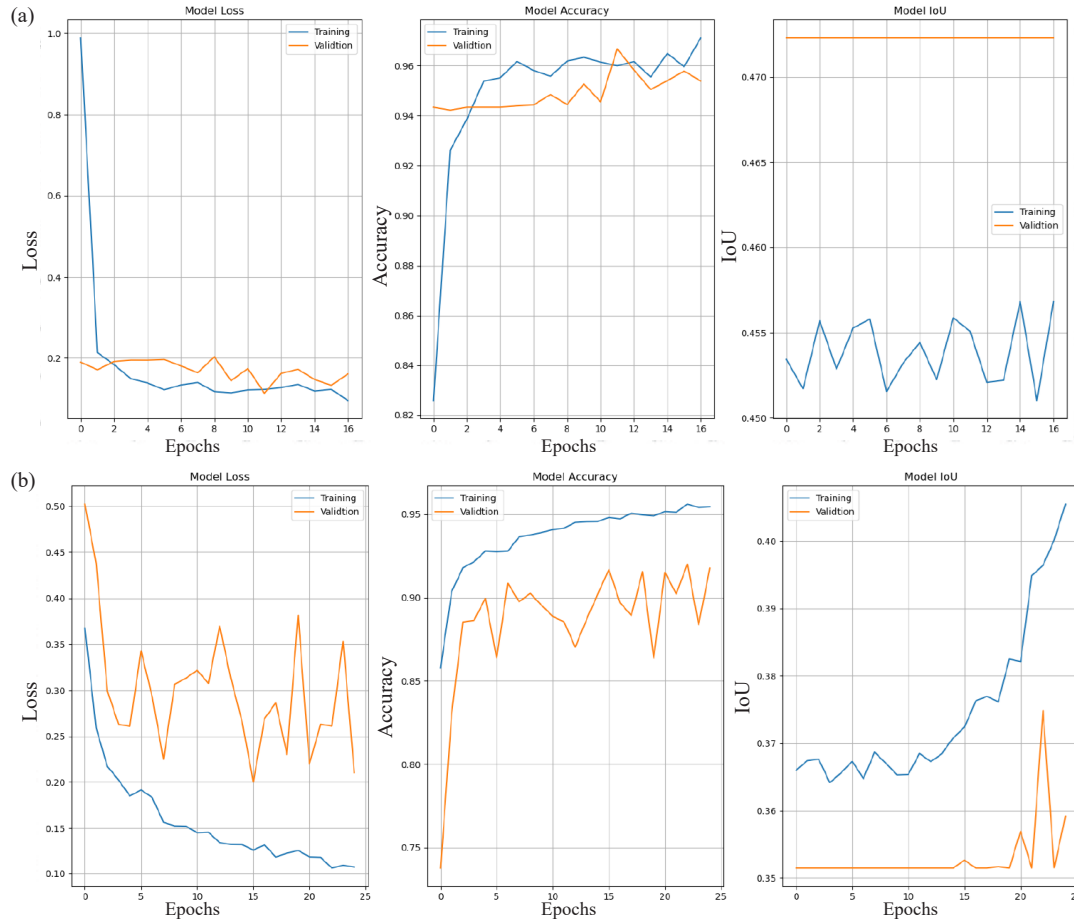 (a)
Model Loss
Training
Validtion
1.0
0.8
0.6
0.4
0.2
Loss
0 2 4 6 8 10 12 14 16
Epochs
Model Accuracy
Training
Validtion
0.96
0.94
0.92
0.90
0.88
0.86
0.84
0.82
Accuracy
0 2 4 6 8 10 12 14 16
Epochs
Model IoU
Training
Validtion
0.470
0.465
0.460
0.455
0.450
IoU
0 2 4 6 8 10 12 14 16
Epochs
(b)
Model Loss
Training
Validtion
0.50
0.45
0.40
0.35
0.30
0.25
0.20
0.15
0.10
Loss
0 5 10 15 20 25
Epochs
Model Accuracy
Training
Validtion
0.95
0.90
0.85
0.80
0.75
Accuracy
0 5 10 15 20 25
Epochs
Model IoU
Training
Validtion
0.40
0.39
0.38
0.37
0.36
0.35
IoU
0 5 10 15 20
Epochs